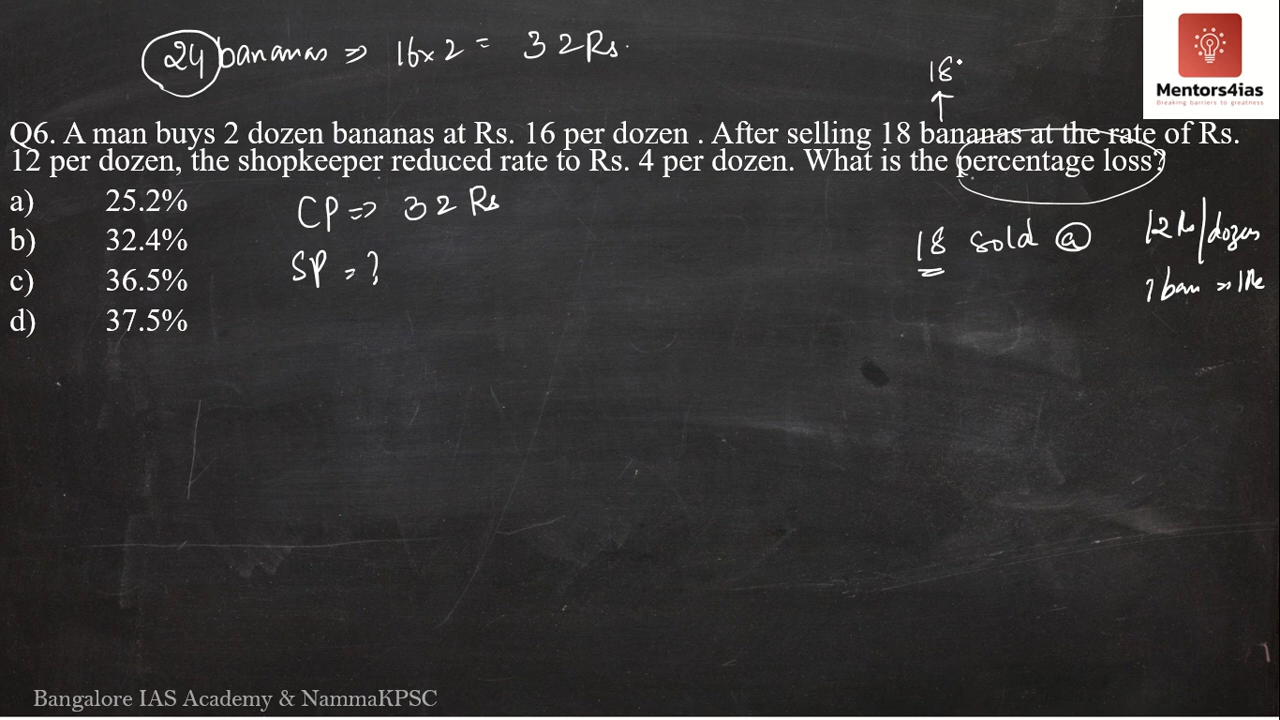 24 bananas ⇒ 16x2 = 32Rs.
18
Mentors4ias
Breaking barriers to greatness
Q6. A man buys 2 dozen bananas at Rs. 16 per dozen . After selling 18 bananas at the rate of Rs.
12 per dozen, the shopkeeper reduced rate to Rs. 4 per dozen. What is the percentage loss?
a) 25.2%
b) 32.4%
c) 36.5%
d) 37.5%
CP ⇒ 32 Rs
SP = ?
18 sold @ 12 Rs/dozen
1 ban ⇒ 1Re
Bangalore IAS Academy & NammaKPSC